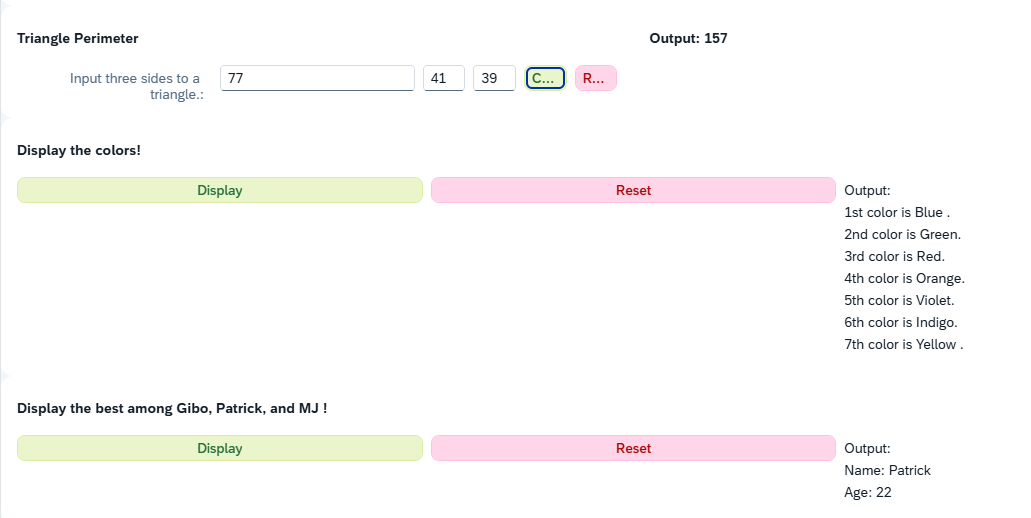 Triangle Perimeter
Output: 157
Input three sides to a
triangle.:
77
41
39
C...
R...
Display the colors!
Display
Reset
Output:
1st color is Blue .
2nd color is Green.
3rd color is Red.
4th color is Orange.
5th color is Violet.
6th color is Indigo.
7th color is Yellow .
Display the best among Gibo, Patrick, and MJ !
Display
Reset
Output:
Name: Patrick
Age: 22